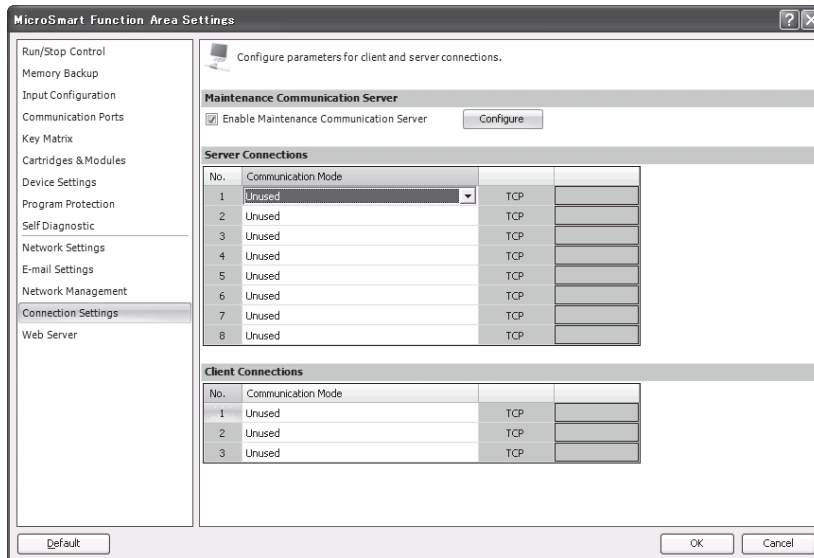 MicroSmart Function Area Settings
Run/Stop Control
Memory Backup
Input Configuration
Communication Ports
Key Matrix
Cartridges &Modules
Device Settings
Program Protection
Self Diagnostic
Network Settings
E-mail Settings
Network Management
Connection Settings
Web Server
Configure parameters for client and server connections.
Maintenance Communication Server
Enable Maintenance Communication Server Configure
Server Connections
No. Communication Mode
1 Unused TCP
2 Unused TCP
3 Unused TCP
4 Unused TCP
5 Unused TCP
6 Unused TCP
7 Unused TCP
8 Unused TCP
Client Connections
No. Communication Mode
1 Unused TCP
2 Unused TCP
3 Unused TCP
Default OK Cancel